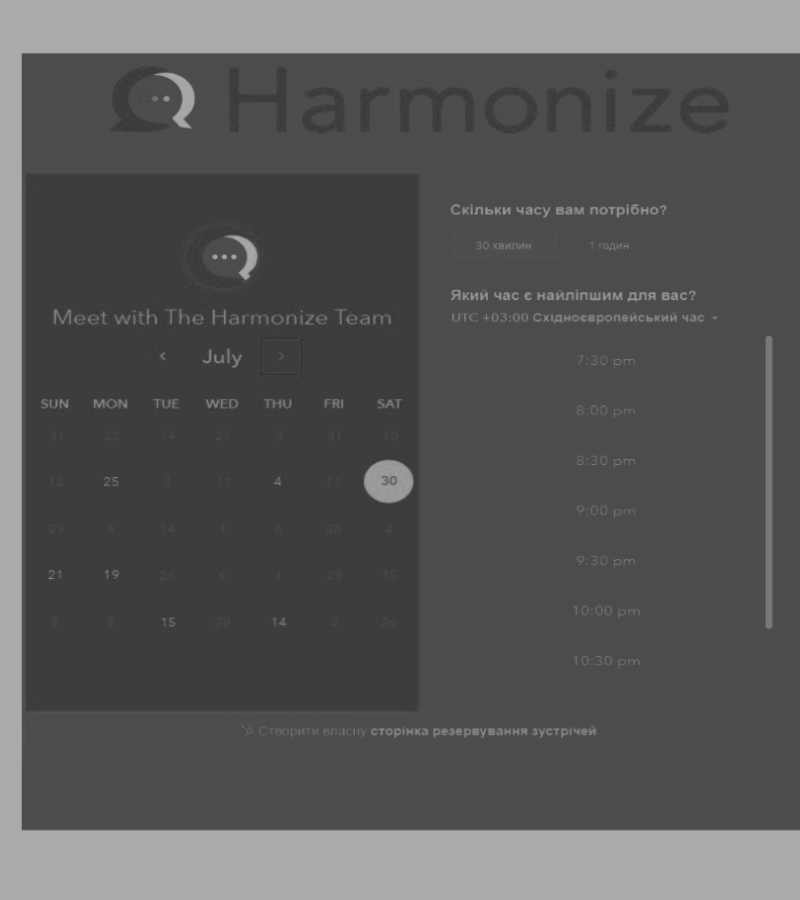 Harmonize
Meet with The Harmonize Team
July
SUN MON TUE WED THU FRI SAT
31 22 14 21 3 31 10
12 25 8 17 4 11 30
29 6 14 1 6 28 4
21 19 26 6 1 29 15
5 5 15 28 14 2 26
Скільки часу вам потрібно?
30 хвилин 1 годин
Який час є найліпшим для вас?
UTC +03:00 Східноєвропейський час
7:30 pm
8:00 pm
8:30 pm
9:00 pm
9:30 pm
10:00 pm
10:30 pm
Створити власну сторінка резервування зустрічей